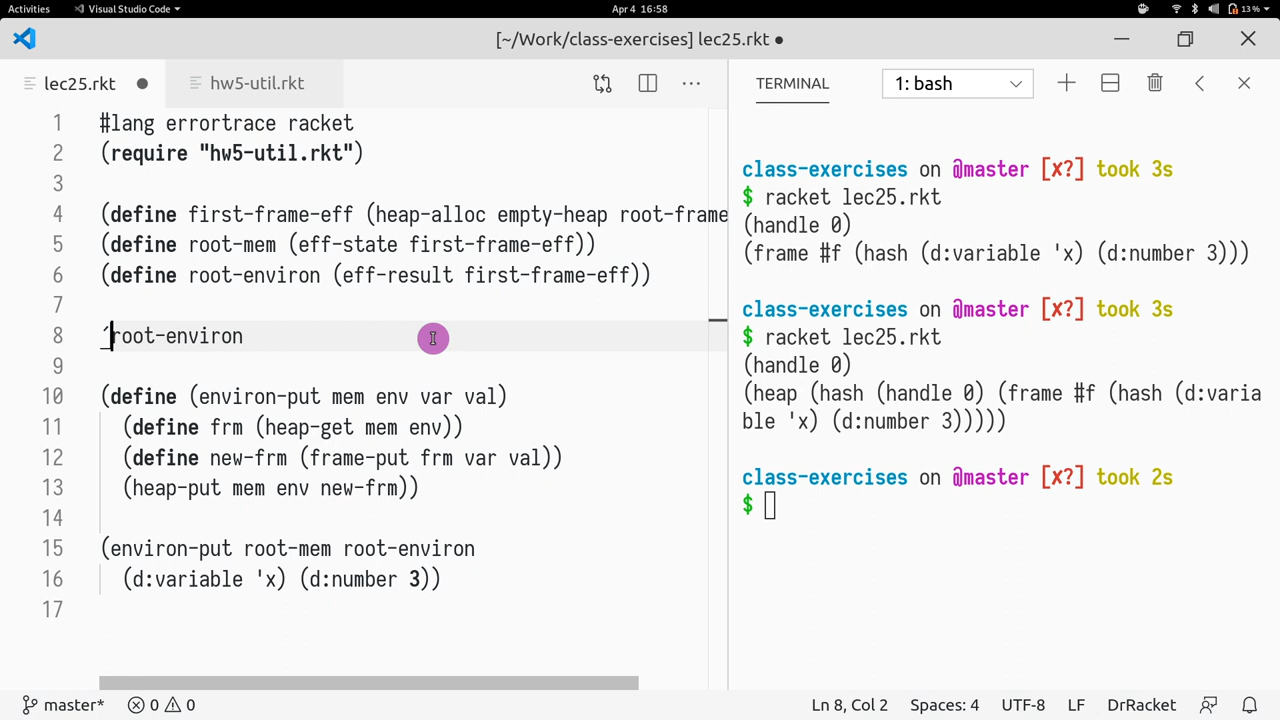 Activities
Visual Studio Code
Apr 4 16:58
13%
[~/Work/class-exercises] lec25.rkt ●
lec25.rkt
hw5-util.rkt
1 #lang errortrace racket
2 (require "hw5-util.rkt")
3
4 (define first-frame-eff (heap-alloc empty-heap root-frame
5 (define root-mem (eff-state first-frame-eff))
6 (define root-environ (eff-result first-frame-eff))
7
8 ´root-environ
9
10 (define (environ-put mem env var val)
11 (define frm (heap-get mem env))
12 (define new-frm (frame-put frm var val))
13 (heap-put mem env new-frm))
14
15 (environ-put root-mem root-environ
16 (d:variable 'x) (d:number 3))
17
TERMINAL
1: bash
class-exercises on @master [✘?] took 3s
$ racket lec25.rkt
(handle 0)
(frame #f (hash (d:variable 'x) (d:number 3)))
class-exercises on @master [✘?] took 3s
$ racket lec25.rkt
(handle 0)
(heap (hash (handle 0) (frame #f (hash (d:varia
ble 'x) (d:number 3)))))
class-exercises on @master [✘?] took 2s
$
master*
0
0
Ln 8, Col 2
Spaces: 4
UTF-8
LF
DrRacket